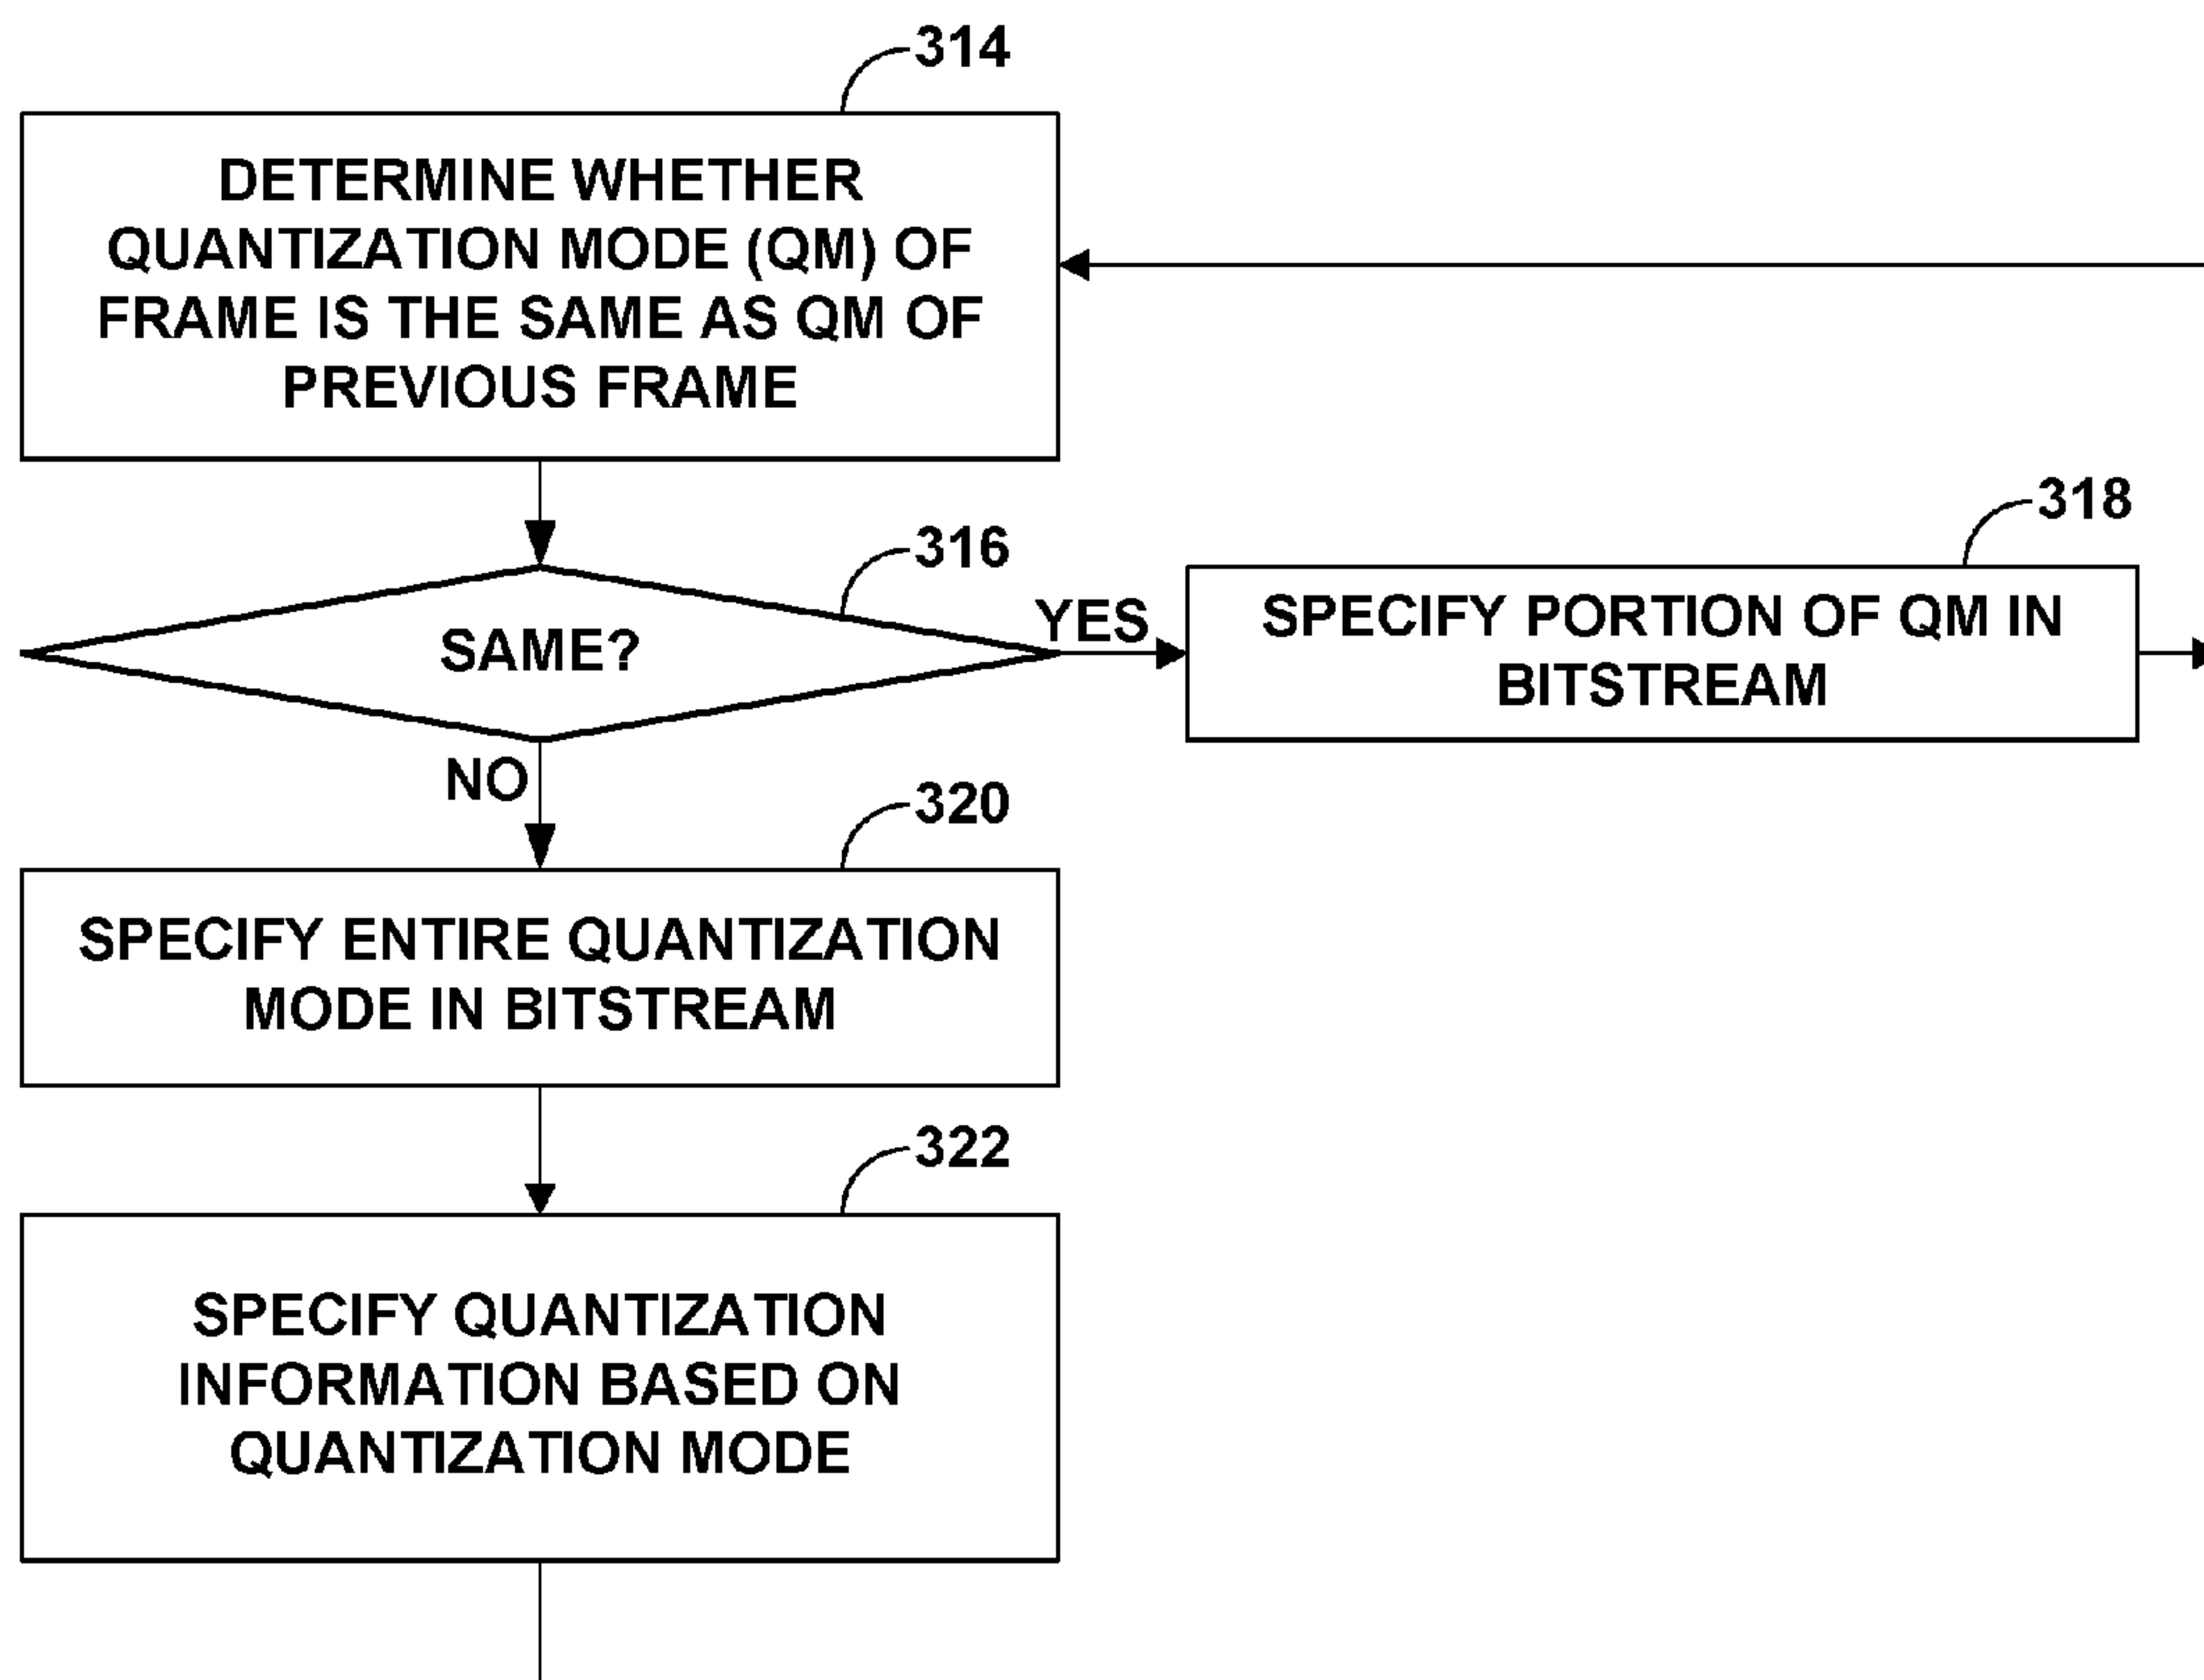 314
DETERMINE WHETHER
QUANTIZATION MODE (QM) OF
FRAME IS THE SAME AS QM OF
PREVIOUS FRAME
316
SAME?
YES
318
SPECIFY PORTION OF QM IN
BITSTREAM
NO
320
SPECIFY ENTIRE QUANTIZATION
MODE IN BITSTREAM
322
SPECIFY QUANTIZATION
INFORMATION BASED ON
QUANTIZATION MODE